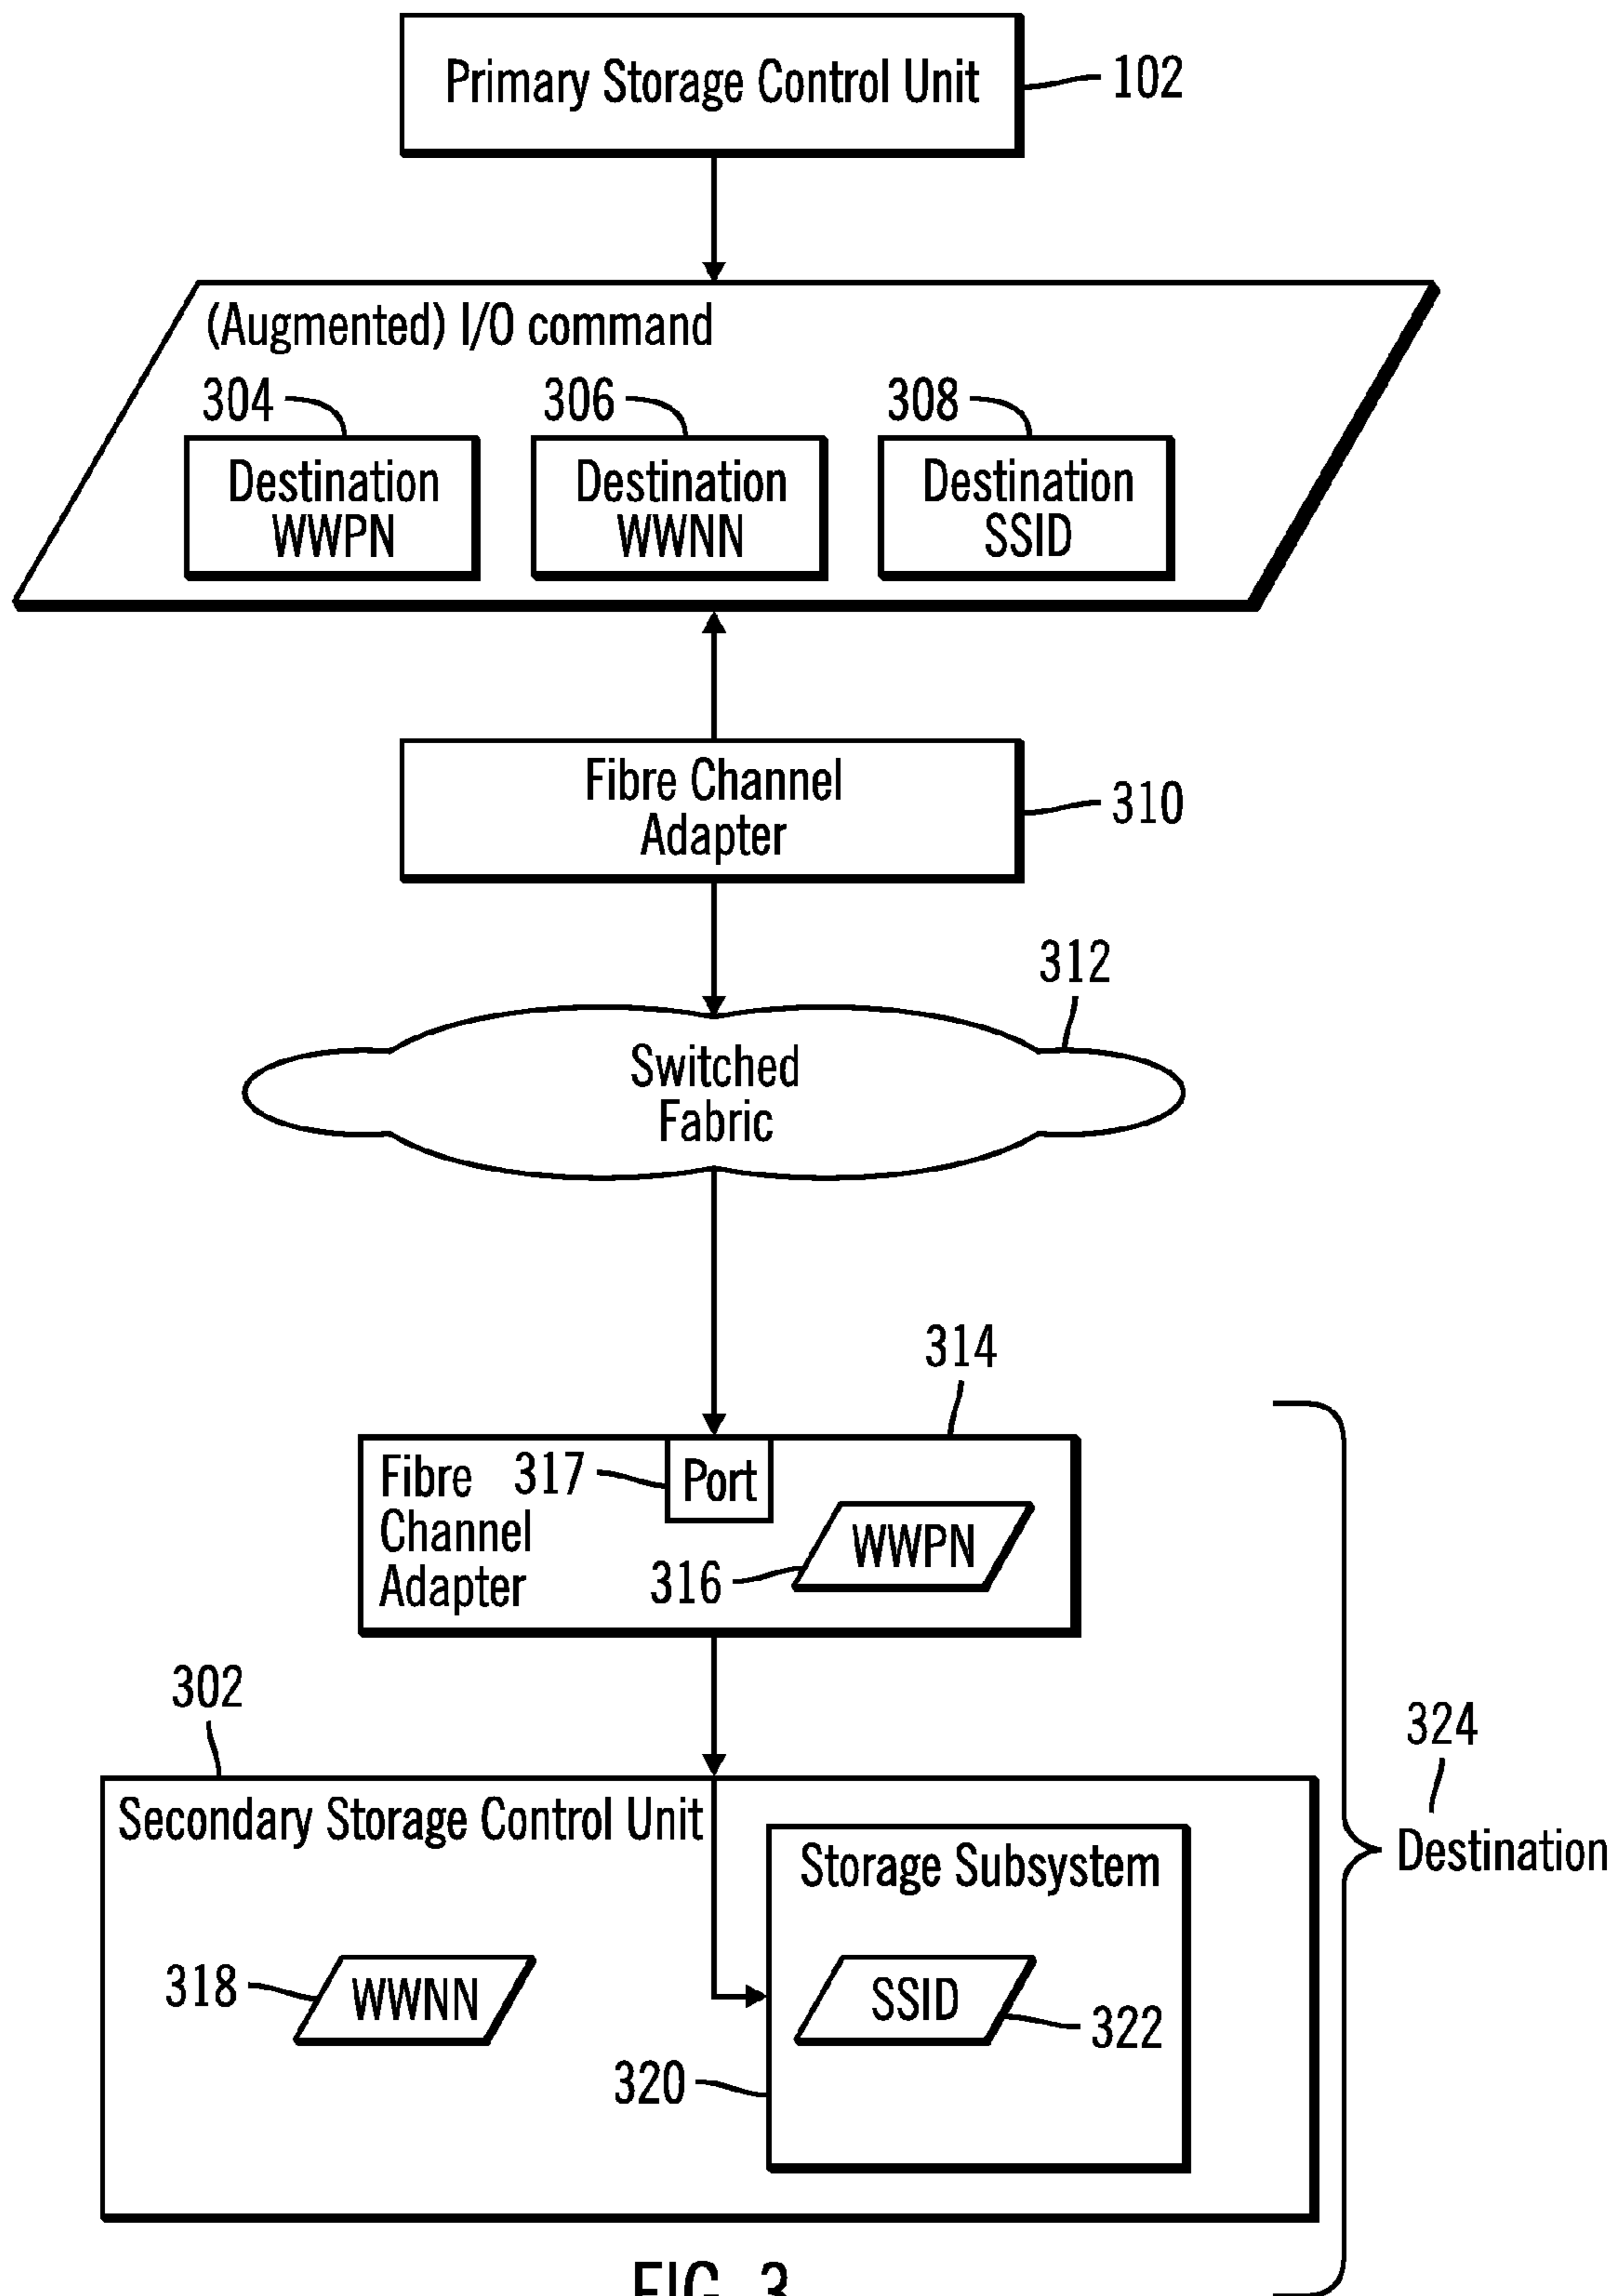 Primary Storage Control Unit
102
(Augmented) I/O command
304
306
308
Destination
WWPN
Destination
WWNN
Destination
SSID
Fibre Channel
Adapter
310
312
Switched
Fabric
314
Fibre
Channel
Adapter
317
Port
WWPN
316
302
324
Destination
Secondary Storage Control Unit
Storage Subsystem
318
WWNN
SSID
322
320
FIG. 3